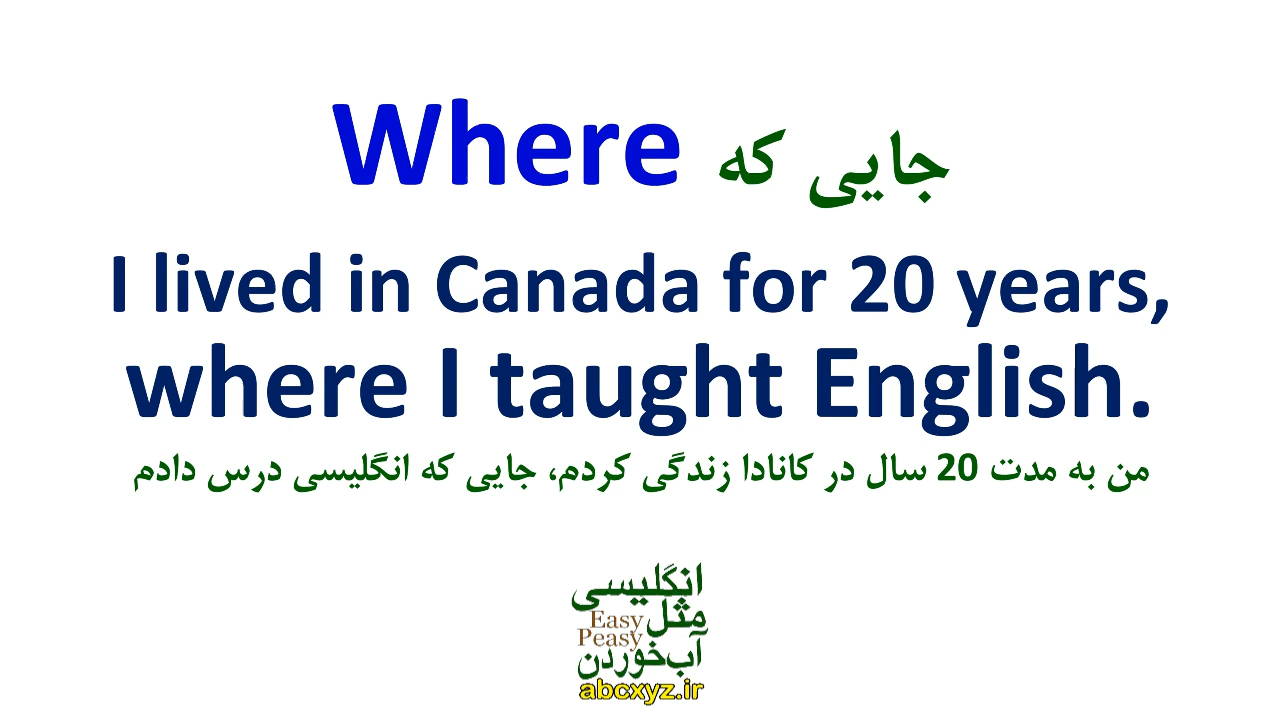 Where جایی که
I lived in Canada for 20 years,
where I taught English.
من به مدت 20 سال در کانادا زندگی کردم، جایی که انگلیسی درس دادم
انگلیسی
مثل Easy
Peasy
آب‌خوردن
abcxyz.ir